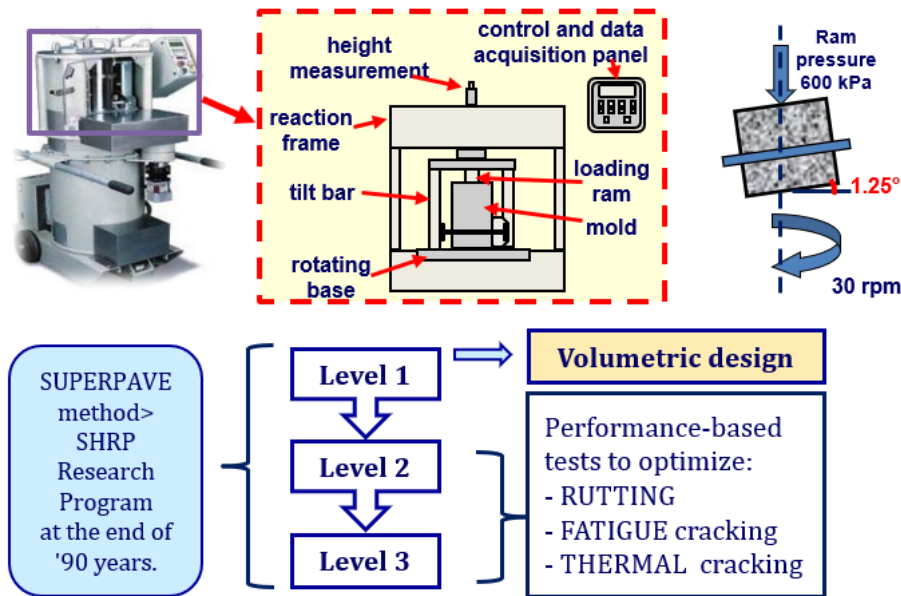 height
measurement
control and data
acquisition panel
reaction
frame
tilt bar
loading
ram
mold
rotating
base
Ram
pressure
600 kPa
1.25°
30 rpm
SUPERPAVE
method>
SHRP
Research
Program
at the end of
'90 years.
Level 1
Level 2
Level 3
Volumetric design
Performance-based
tests to optimize:
- RUTTING
- FATIGUE cracking
- THERMAL cracking